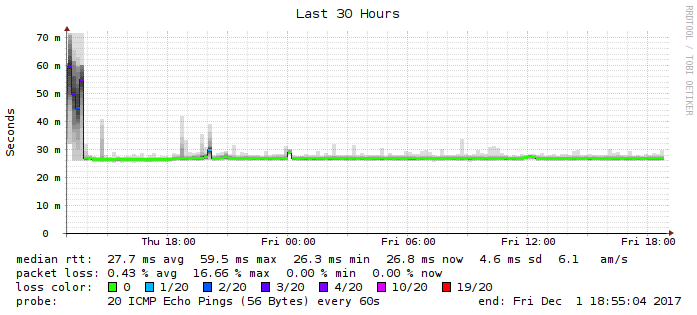 Last 30 Hours
RRDTOOL / TOBI OETIKER
Seconds
70 m
60 m
50 m
40 m
30 m
20 m
10 m
0
Thu 18:00 Fri 00:00 Fri 06:00 Fri 12:00 Fri 18:00
median rtt: 27.7 ms avg 59.5 ms max 26.3 ms min 26.8 ms now 4.6 ms sd 6.1 am/s
packet loss: 0.43 % avg 16.66 % max 0.00 % min 0.00 % now
loss color: 0 1/20 2/20 3/20 4/20 10/20 19/20
probe: 20 ICMP Echo Pings (56 Bytes) every 60s end: Fri Dec 1 18:55:04 2017